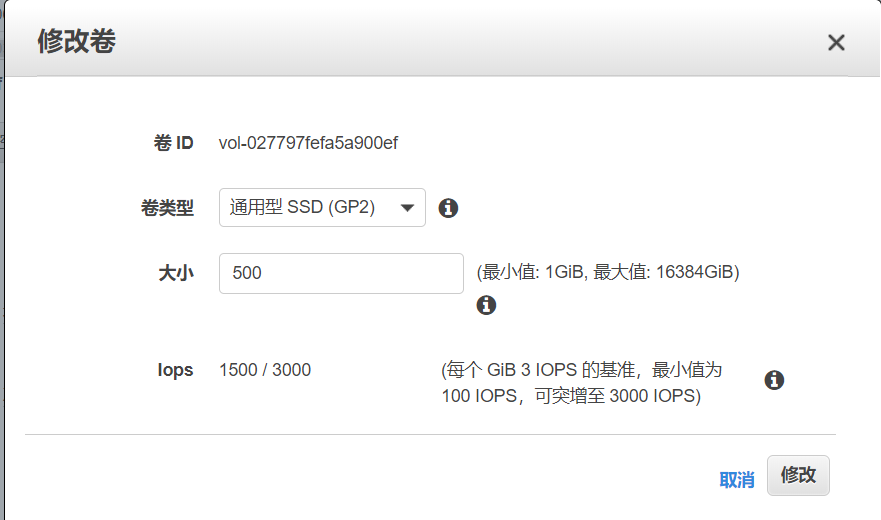 修改卷
卷 ID vol-027797fefa5a900ef
卷类型 通用型 SSD (GP2)
大小 500 (最小值: 1GiB, 最大值: 16384GiB)
Iops 1500 / 3000 (每个 GiB 3 IOPS 的基准，最小值为
100 IOPS，可突增至 3000 IOPS)
取消 修改